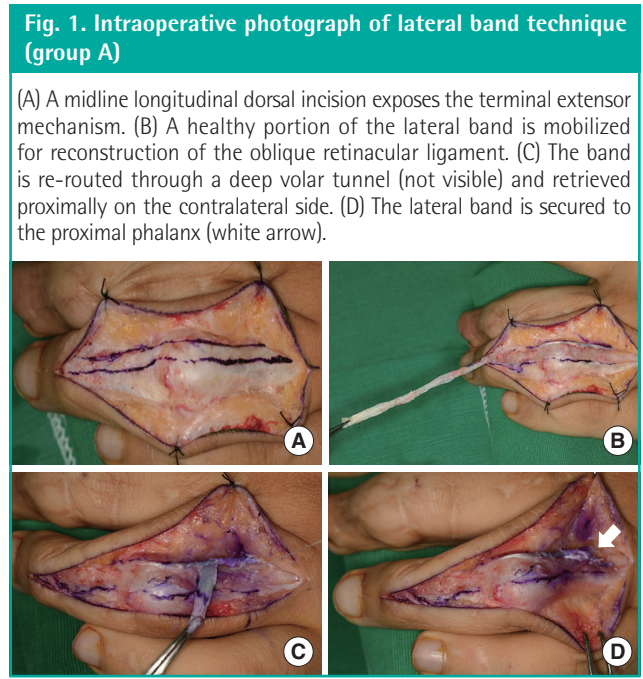 Fig. 1. Intraoperative photograph of lateral band technique
(group A)
(A) A midline longitudinal dorsal incision exposes the terminal extensor
mechanism. (B) A healthy portion of the lateral band is mobilized
for reconstruction of the oblique retinacular ligament. (C) The band
is re-routed through a deep volar tunnel (not visible) and retrieved
proximally on the contralateral side. (D) The lateral band is secured to
the proximal phalanx (white arrow).
A
B
C
D